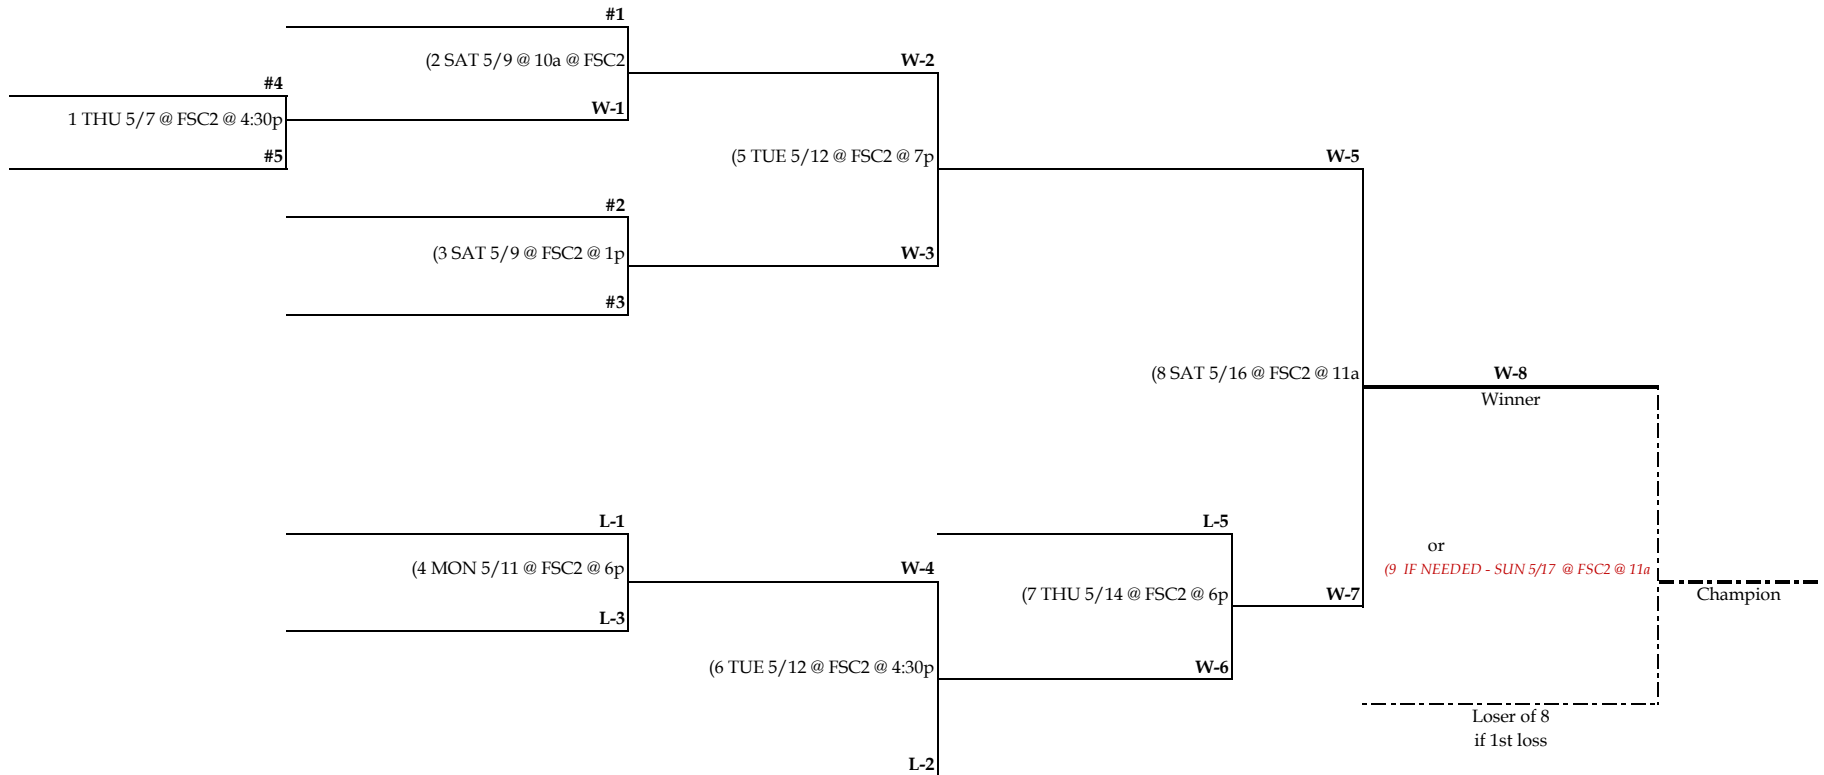 #1
(2 SAT 5/9 @ 10a @ FSC2
W-2
#4
W-1
1 THU 5/7 @ FSC2 @ 4:30p
#5
(5 TUE 5/12 @ FSC2 @ 7p
W-5
#2
(3 SAT 5/9 @ FSC2 @ 1p
W-3
#3
(8 SAT 5/16 @ FSC2 @ 11a
W-8
Winner
L-1
L-5
or
(4 MON 5/11 @ FSC2 @ 6p
W-4
(9 IF NEEDED - SUN 5/17 @ FSC2 @ 11a
(7 THU 5/14 @ FSC2 @ 6p
W-7
Champion
L-3
(6 TUE 5/12 @ FSC2 @ 4:30p
W-6
Loser of 8
if 1st loss
L-2